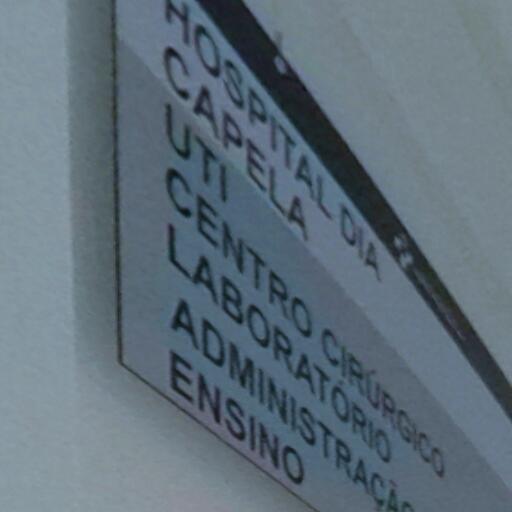 HOSPITAL DIA
CAPELA
UTI
CENTRO CIRÚRGICO
LABORATÓRIO
ADMINISTRAÇÃO
ENSINO